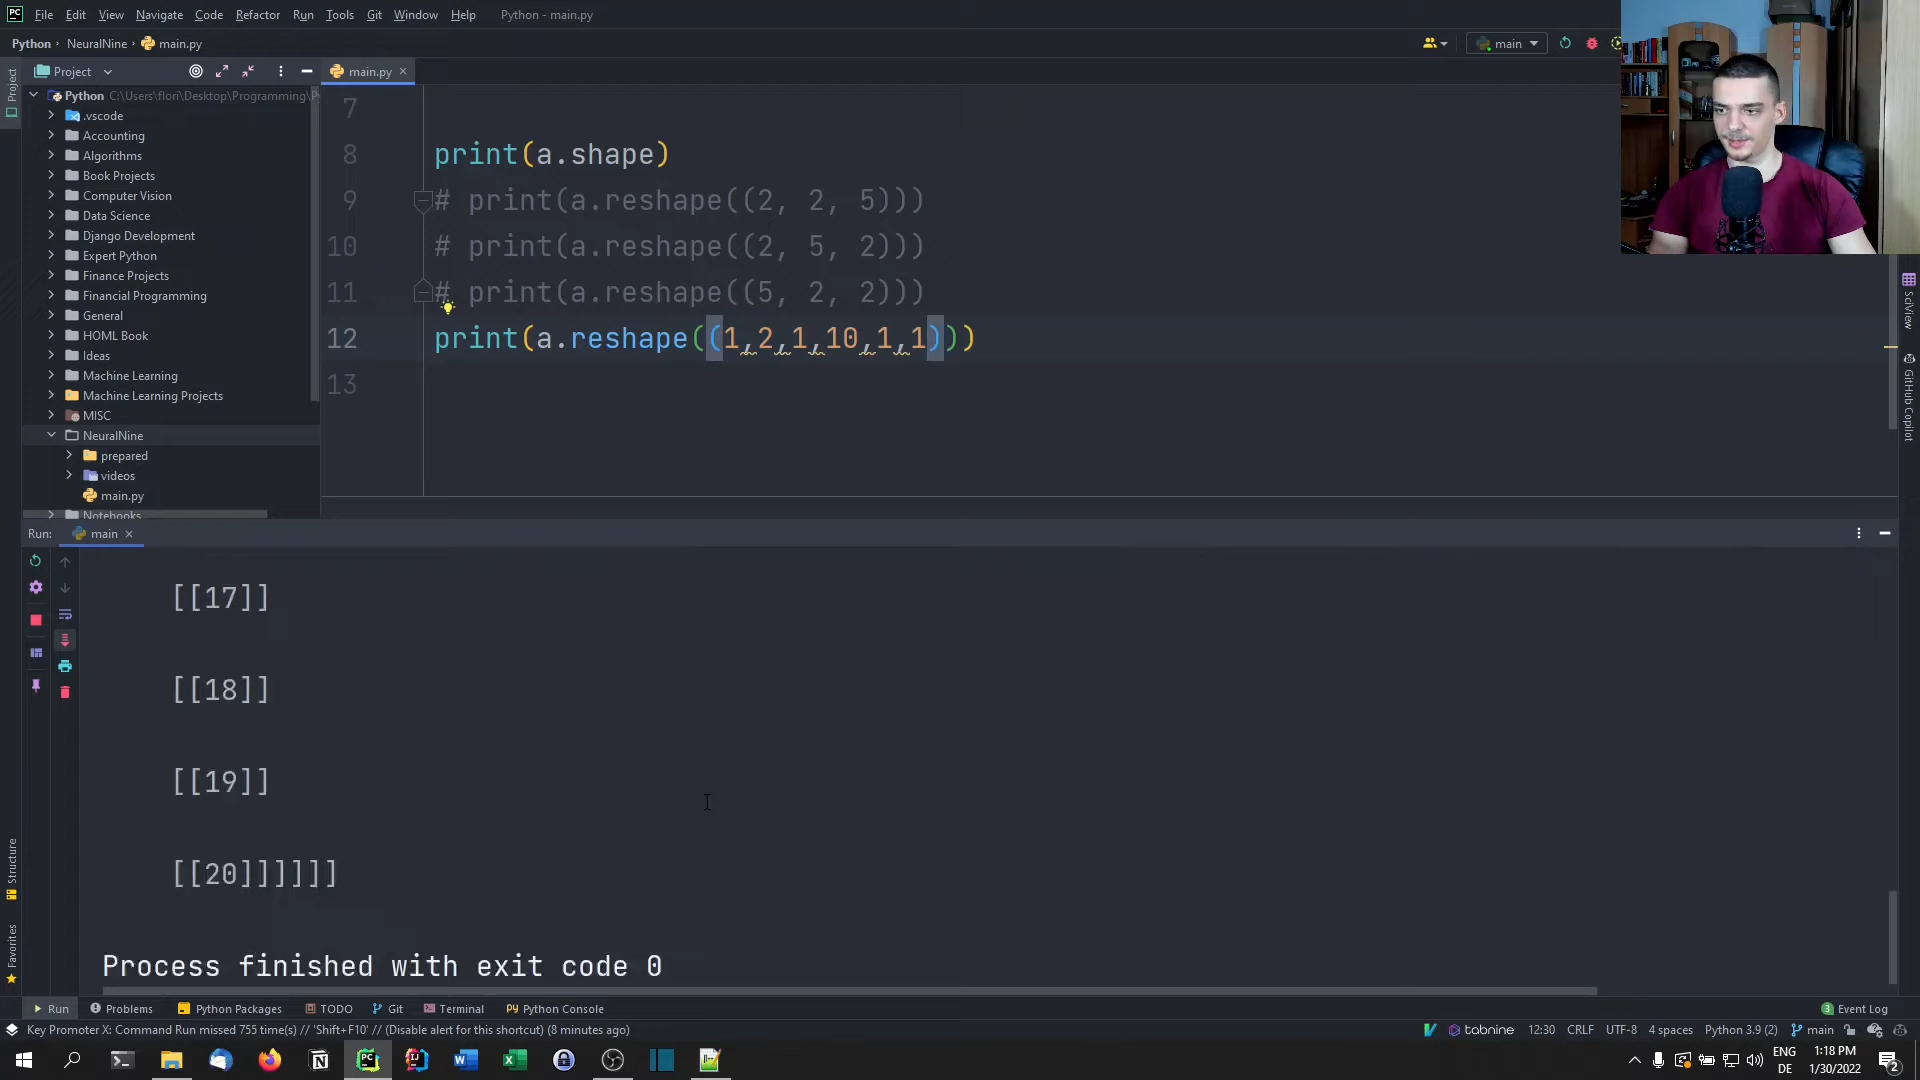 File Edit View Navigate Code Refactor Run Tools Git Window Help Python - main.py
Python NeuralNine main.py
main
Project
main.py
Project
Python C:\Users\flori\Desktop\Programming\
.vscode
Accounting
Algorithms
Book Projects
Computer Vision
Data Science
Django Development
Expert Python
Finance Projects
Financial Programming
General
HOML Book
Ideas
Machine Learning
Machine Learning Projects
MISC
NeuralNine
prepared
videos
main.py
Notebooks
7
8 print(a.shape)
9 # print(a.reshape((2, 2, 5)))
10 # print(a.reshape((2, 5, 2)))
11 # print(a.reshape((5, 2, 2)))
12 print(a.reshape((1,2,1,10,1,1)))
13
SciView
GitHub Copilot
Run: main
[[17]]
[[18]]
[[19]]
[[20]]]]]]
Process finished with exit code 0
Structure
Favorites
Run Problems Python Packages TODO Git Terminal Python Console 3 Event Log
Key Promoter X: Command Run missed 755 time(s) // 'Shift+F10' // (Disable alert for this shortcut) (8 minutes ago) tabnine 12:30 CRLF UTF-8 4 spaces Python 3.9 (2) main
ENG 1:18 PM
DE 1/30/2022 2